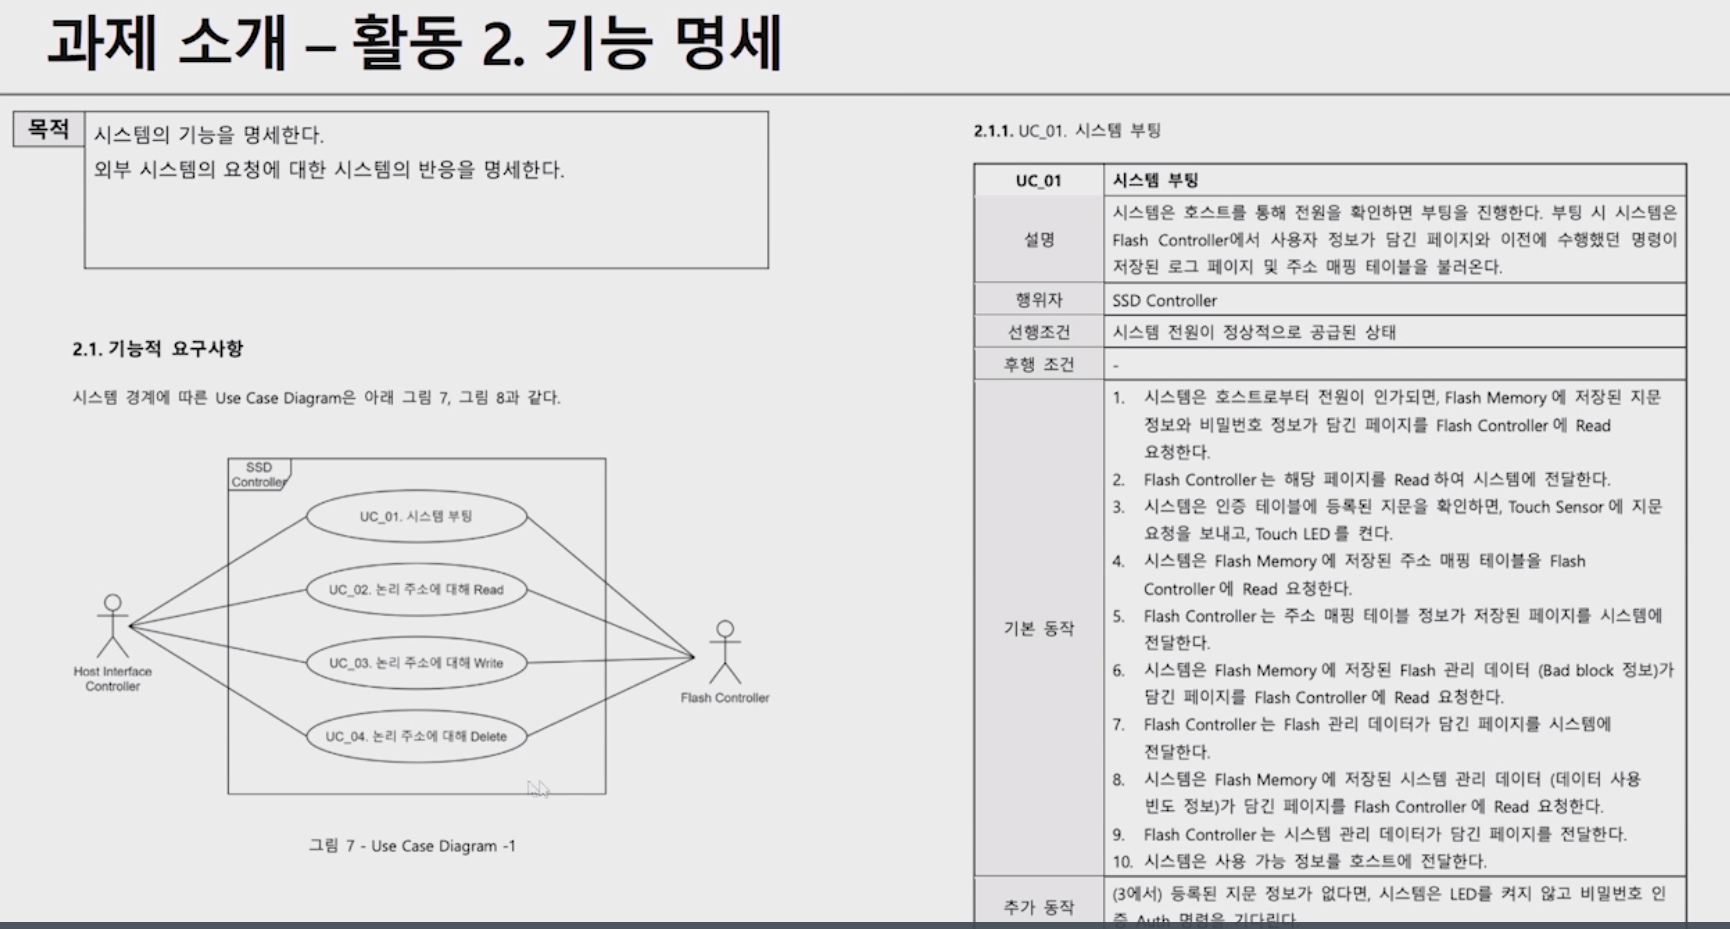 과제 소개 – 활동 2. 기능 명세
목적
시스템의 기능을 명세한다.
외부 시스템의 요청에 대한 시스템의 반응을 명세한다.
2.1. 기능적 요구사항
시스템 경계에 따른 Use Case Diagram은 아래 그림 7, 그림 8과 같다.
SSD
Controller
UC_01. 시스템 부팅
UC_02. 논리 주소에 대해 Read
UC_03. 논리 주소에 대해 Write
UC_04. 논리 주소에 대해 Delete
Host Interface
Controller
Flash Controller
그림 7 - Use Case Diagram -1
2.1.1. UC_01. 시스템 부팅
UC_01
시스템 부팅
설명
시스템은 호스트를 통해 전원을 확인하면 부팅을 진행한다. 부팅 시 시스템은
Flash Controller에서 사용자 정보가 담긴 페이지와 이전에 수행했던 명령이
저장된 로그 페이지 및 주소 매핑 테이블을 불러온다.
행위자
SSD Controller
선행조건
시스템 전원이 정상적으로 공급된 상태
후행 조건
-
기본 동작
1. 시스템은 호스트로부터 전원이 인가되면, Flash Memory 에 저장된 지문
정보와 비밀번호 정보가 담긴 페이지를 Flash Controller 에 Read
요청한다.
2. Flash Controller 는 해당 페이지를 Read 하여 시스템에 전달한다.
3. 시스템은 인증 테이블에 등록된 지문을 확인하면, Touch Sensor 에 지문
요청을 보내고, Touch LED 를 켠다.
4. 시스템은 Flash Memory 에 저장된 주소 매핑 테이블을 Flash
Controller 에 Read 요청한다.
5. Flash Controller 는 주소 매핑 테이블 정보가 저장된 페이지를 시스템에
전달한다.
6. 시스템은 Flash Memory 에 저장된 Flash 관리 데이터 (Bad block 정보)가
담긴 페이지를 Flash Controller 에 Read 요청한다.
7. Flash Controller 는 Flash 관리 데이터가 담긴 페이지를 시스템에
전달한다.
8. 시스템은 Flash Memory 에 저장된 시스템 관리 데이터 (데이터 사용
빈도 정보)가 담긴 페이지를 Flash Controller 에 Read 요청한다.
9. Flash Controller 는 시스템 관리 데이터가 담긴 페이지를 전달한다.
10. 시스템은 사용 가능 정보를 호스트에 전달한다.
추가 동작
(3에서) 등록된 지문 정보가 없다면, 시스템은 LED를 켜지 않고 비밀번호 인
증 Auth 명령을 기다린다.